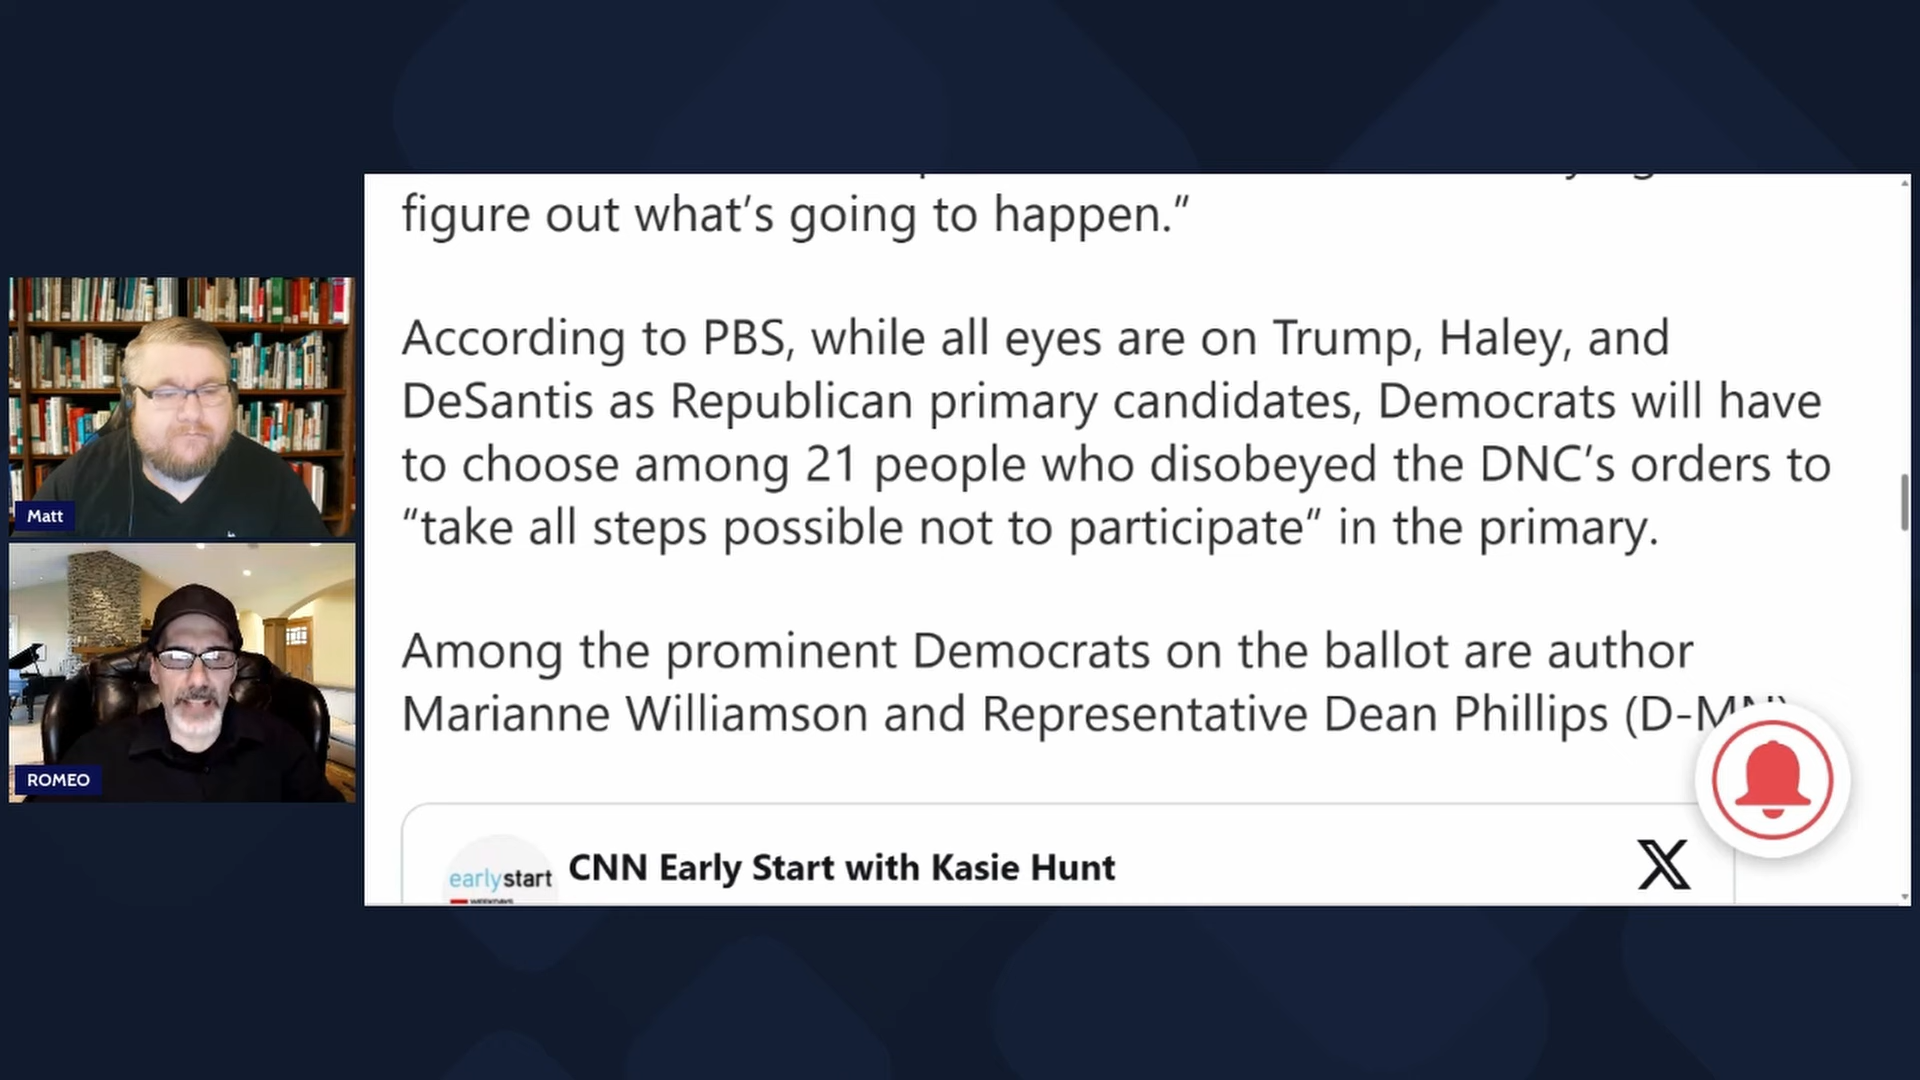 figure out what’s going to happen.”
According to PBS, while all eyes are on Trump, Haley, and
DeSantis as Republican primary candidates, Democrats will have
to choose among 21 people who disobeyed the DNC’s orders to
“take all steps possible not to participate” in the primary.
Among the prominent Democrats on the ballot are author
Marianne Williamson and Representative Dean Phillips (D-MN)
earlystart
CNN Early Start with Kasie Hunt
Matt
ROMEO